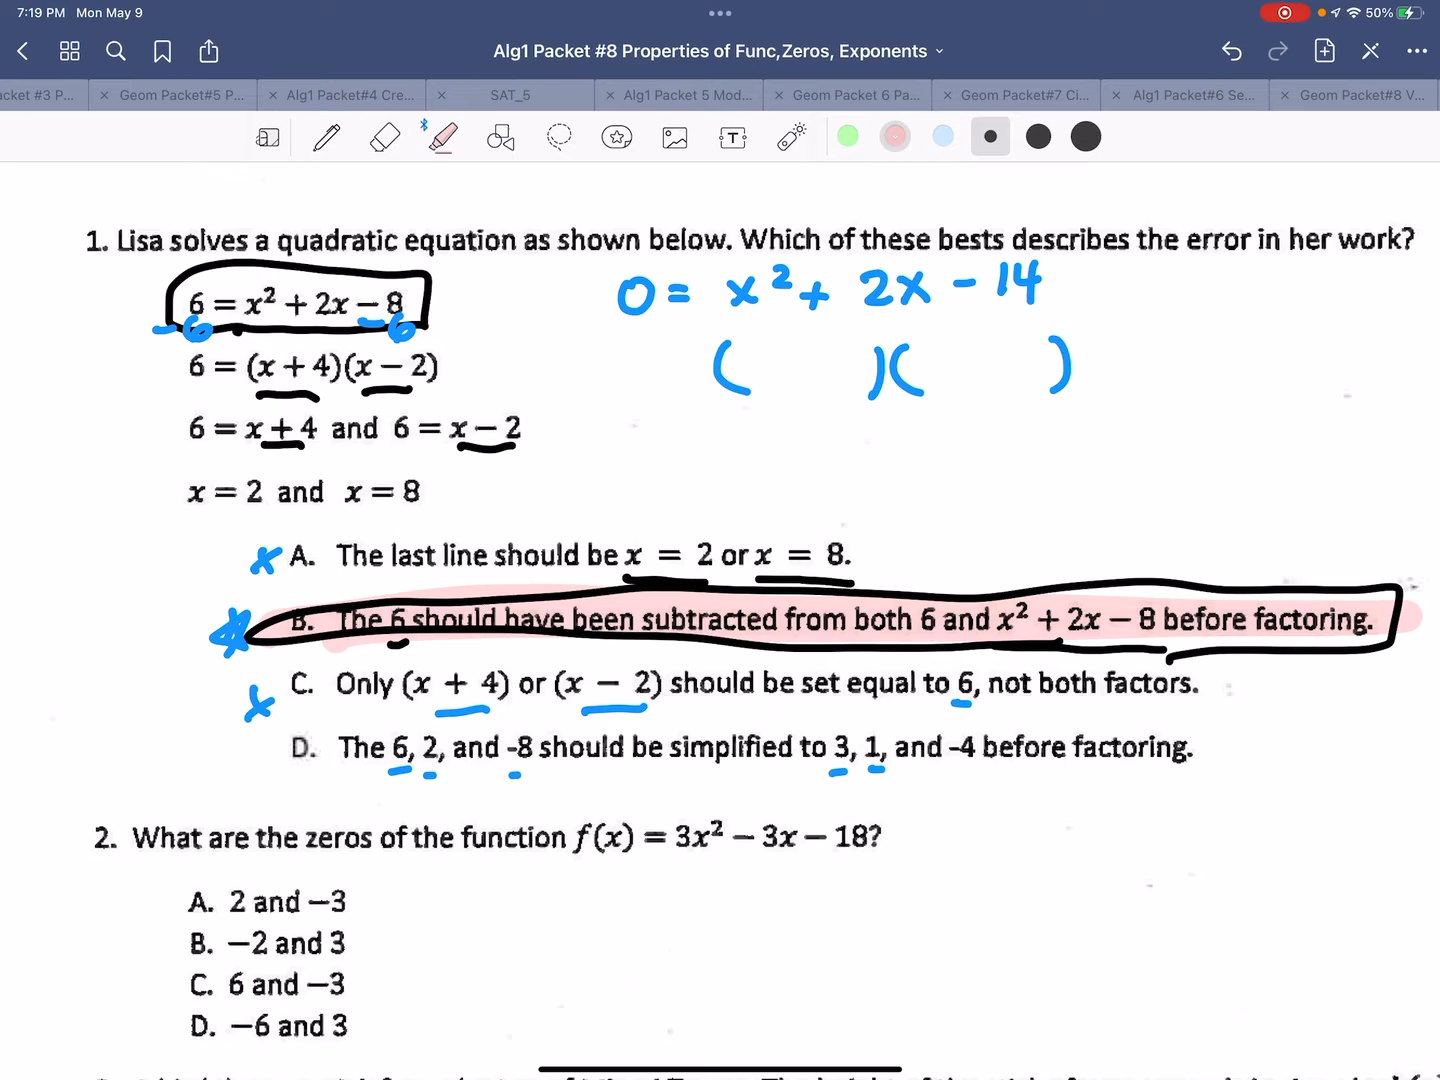 7:19 PM Mon May 9
50%
Alg1 Packet #8 Properties of Func,Zeros, Exponents
acket #3 P... × Geom Packet#5 P... × Alg1 Packet#4 Cre... × SAT_5 × Alg1 Packet 5 Mod... × Geom Packet 6 Pa... × Geom Packet#7 Ci... × Alg1 Packet#6 Se... × Geom Packet#8 V...
1. Lisa solves a quadratic equation as shown below. Which of these bests describes the error in her work?
6 = x² + 2x − 8
0 = x² + 2x − 14
−6 −6
6 = (x + 4)(x − 2)
( )( )
6 = x + 4 and 6 = x − 2
x = 2 and x = 8
x A. The last line should be x = 2 or x = 8.
B. The 6 should have been subtracted from both 6 and x² + 2x − 8 before factoring.
x C. Only (x + 4) or (x − 2) should be set equal to 6, not both factors.
D. The 6, 2, and -8 should be simplified to 3, 1, and -4 before factoring.
2. What are the zeros of the function f(x) = 3x² − 3x − 18?
A. 2 and −3
B. −2 and 3
C. 6 and −3
D. −6 and 3